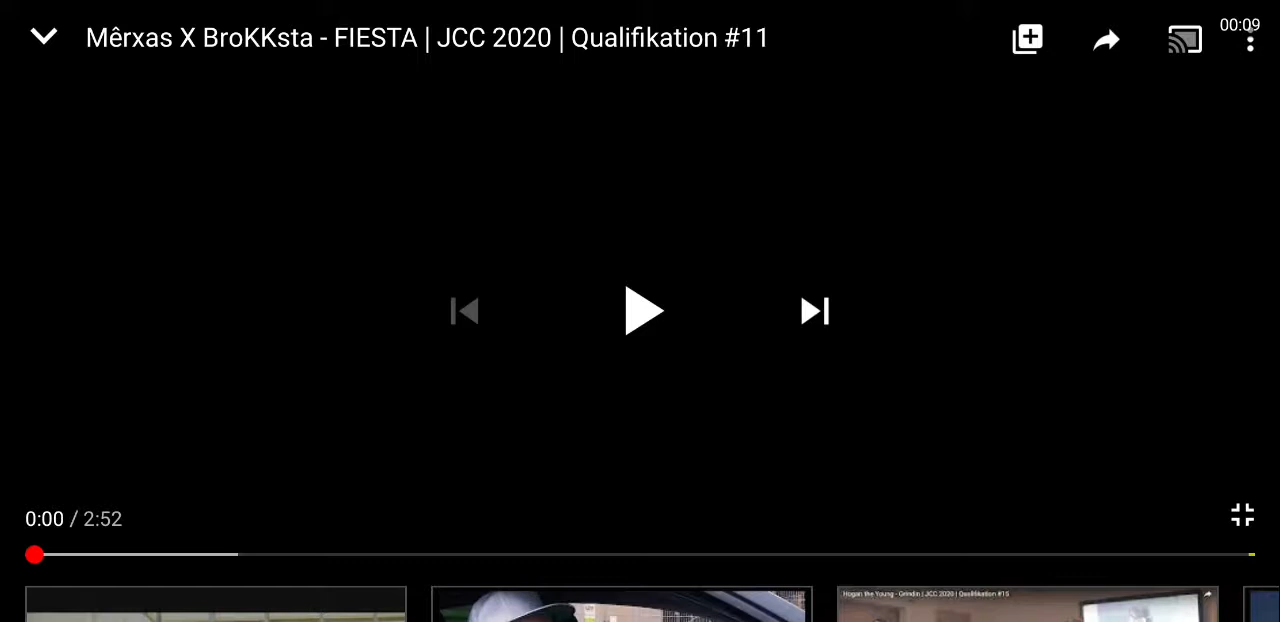 Mêrxas X BroKKsta - FIESTA | JCC 2020 | Qualifikation #11
00:09
0:00 / 2:52
Hogan the Young - Grindin | JCC 2020 | Qualifikation #15